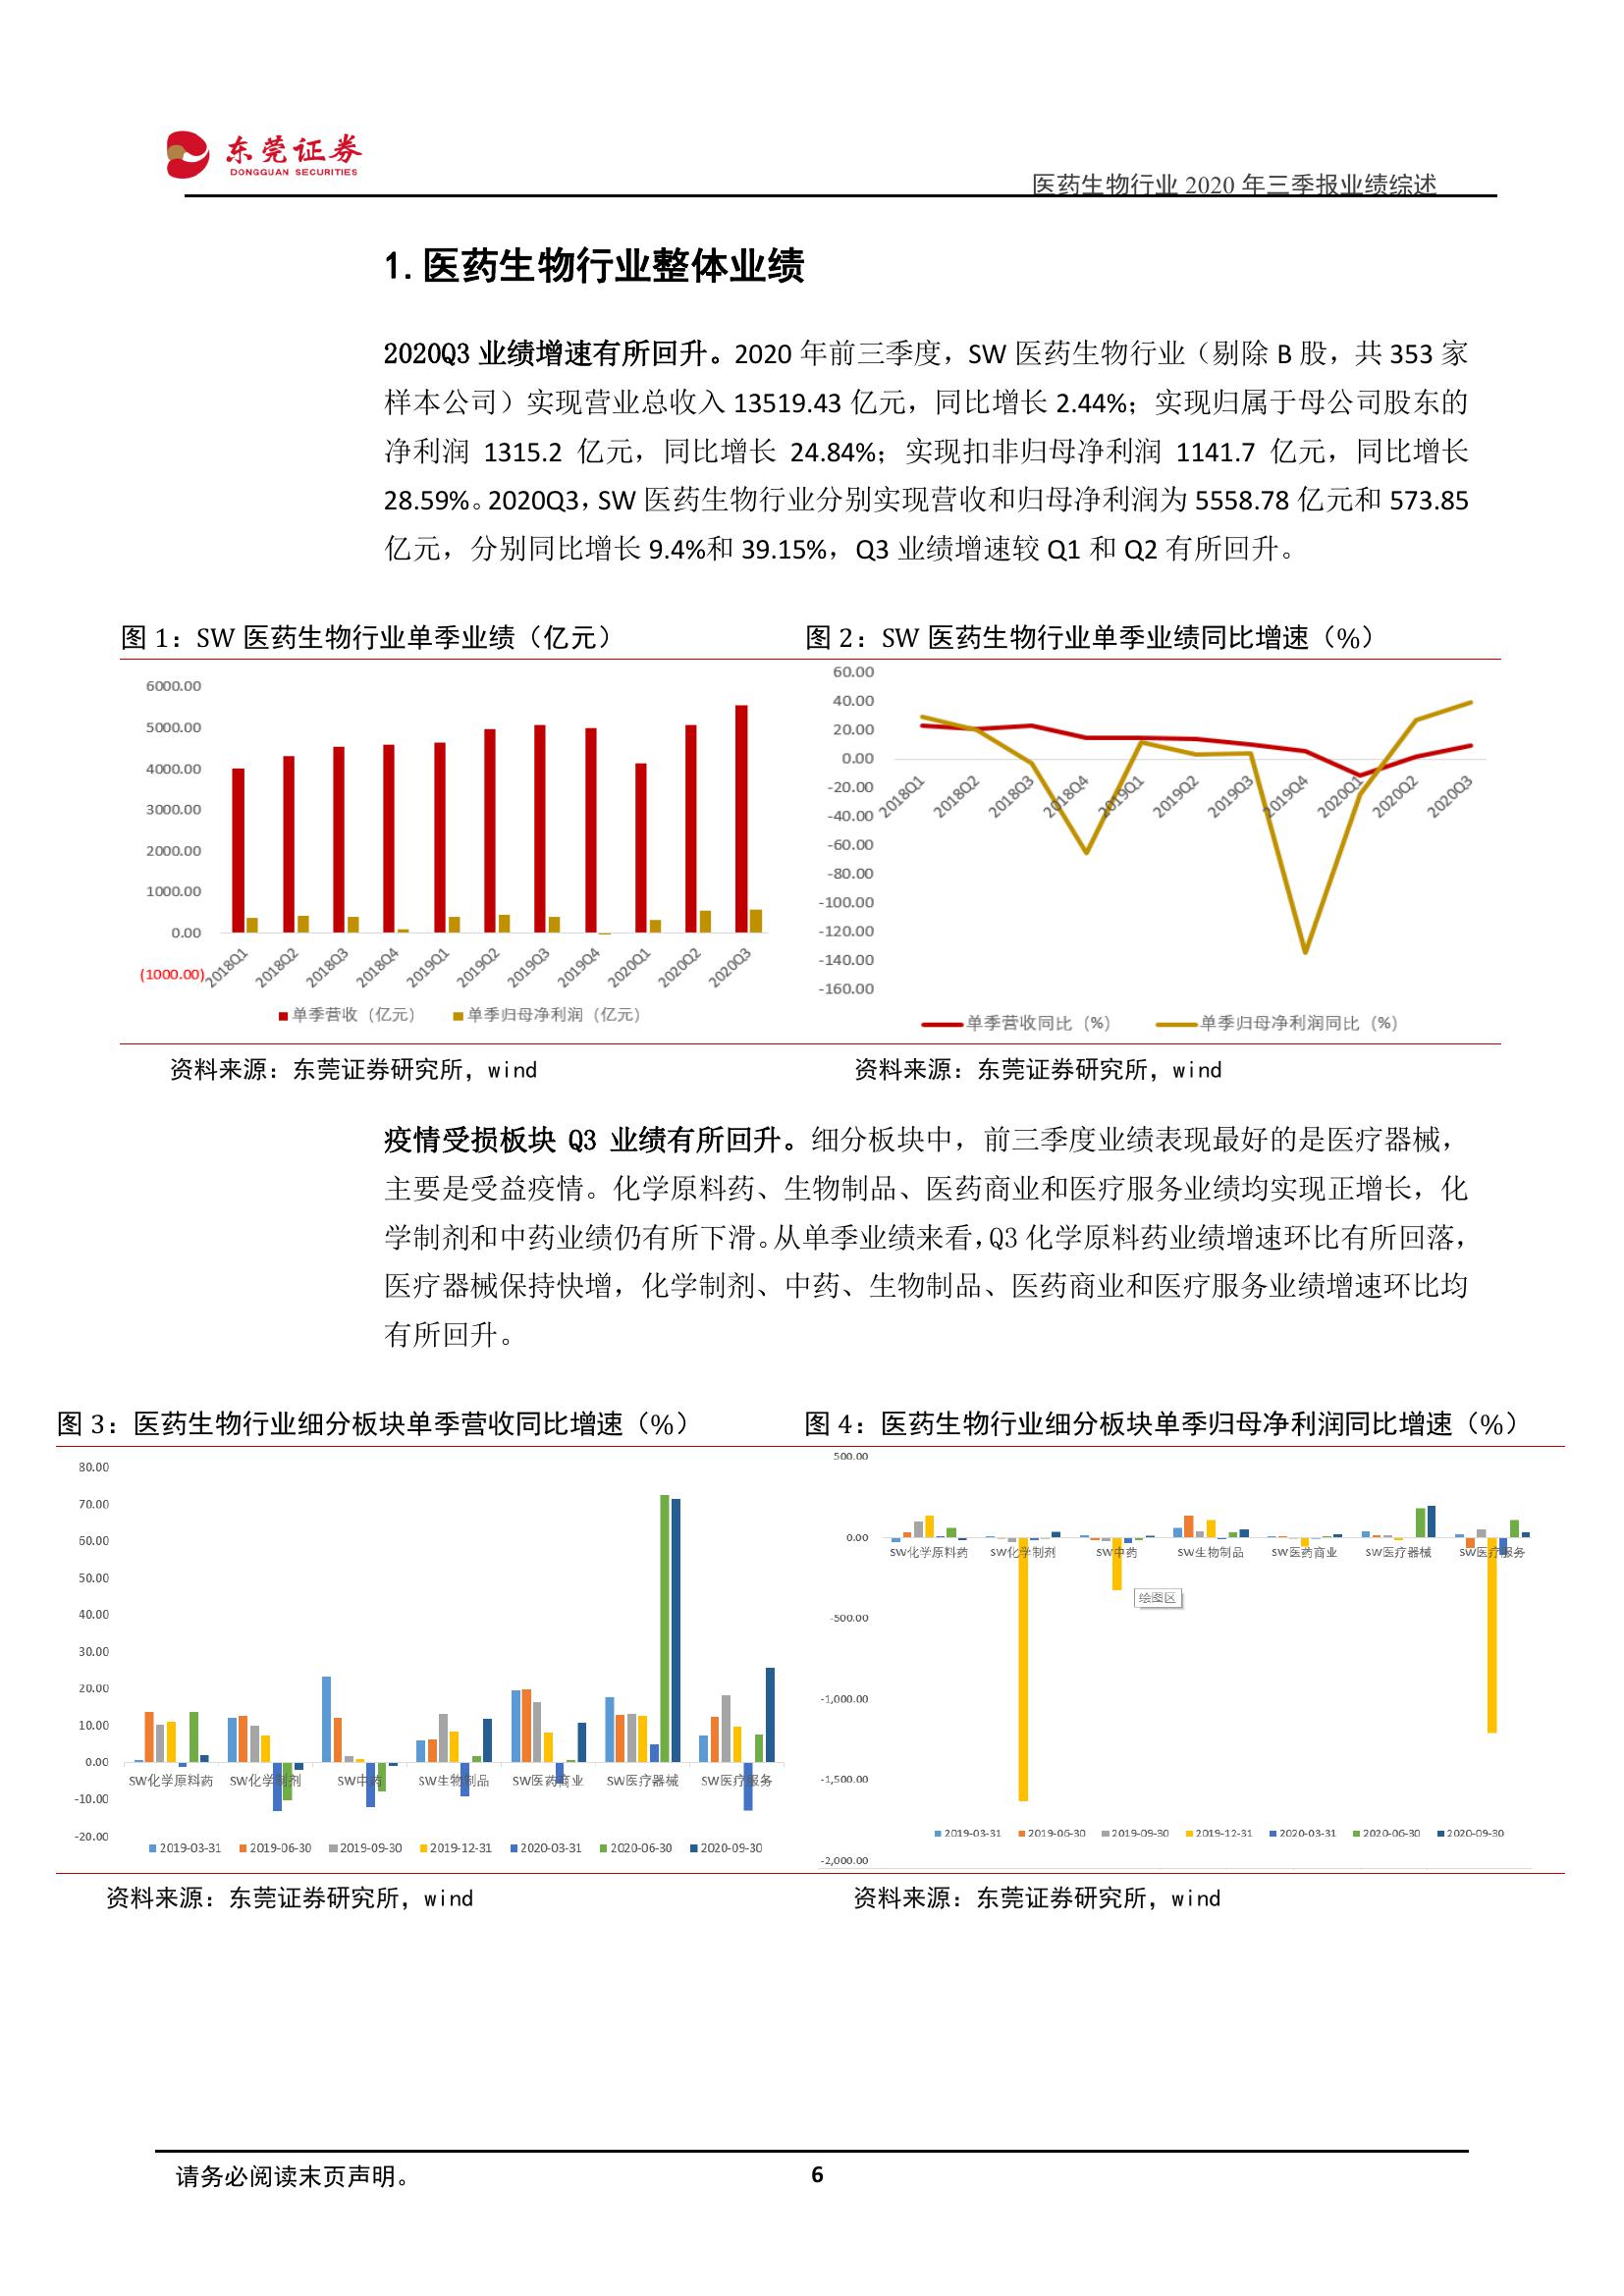 东莞证券
DONGGUAN SECURITIES
医药生物行业 2020 年三季报业绩综述
1.医药生物行业整体业绩
2020Q3 业绩增速有所回升。2020 年前三季度，SW 医药生物行业（剔除 B 股，共 353 家
样本公司）实现营业总收入 13519.43 亿元，同比增长 2.44%；实现归属于母公司股东的
净利润 1315.2 亿元，同比增长 24.84%；实现扣非归母净利润 1141.7 亿元，同比增长
28.59%。2020Q3，SW 医药生物行业分别实现营收和归母净利润为 5558.78 亿元和 573.85
亿元，分别同比增长 9.4%和 39.15%，Q3 业绩增速较 Q1 和 Q2 有所回升。
图 1：SW 医药生物行业单季业绩（亿元）
6000.00
5000.00
4000.00
3000.00
2000.00
1000.00
0.00
(1000.00)
2018Q1 2018Q2 2018Q3 2018Q4 2019Q1 2019Q2 2019Q3 2019Q4 2020Q1 2020Q2 2020Q3
单季营收（亿元） 单季归母净利润（亿元）
资料来源：东莞证券研究所，wind
图 2：SW 医药生物行业单季业绩同比增速（%）
60.00
40.00
20.00
0.00
-20.00
-40.00
-60.00
-80.00
-100.00
-120.00
-140.00
-160.00
2018Q1 2018Q2 2018Q3 2018Q4 2019Q1 2019Q2 2019Q3 2019Q4 2020Q1 2020Q2 2020Q3
单季营收同比（%） 单季归母净利润同比（%）
资料来源：东莞证券研究所，wind
疫情受损板块 Q3 业绩有所回升。细分板块中，前三季度业绩表现最好的是医疗器械，
主要是受益疫情。化学原料药、生物制品、医药商业和医疗服务业绩均实现正增长，化
学制剂和中药业绩仍有所下滑。从单季业绩来看，Q3 化学原料药业绩增速环比有所回落，
医疗器械保持快增，化学制剂、中药、生物制品、医药商业和医疗服务业绩增速环比均
有所回升。
图 3：医药生物行业细分板块单季营收同比增速（%）
80.00
70.00
60.00
50.00
40.00
30.00
20.00
10.00
0.00
-10.00
-20.00
SW化学原料药 SW化学制剂 SW中药 SW生物制品 SW医药商业 SW医疗器械 SW医疗服务
2019-03-31 2019-06-30 2019-09-30 2019-12-31 2020-03-31 2020-06-30 2020-09-30
资料来源：东莞证券研究所，wind
图 4：医药生物行业细分板块单季归母净利润同比增速（%）
500.00
0.00
-500.00
-1,000.00
-1,500.00
-2,000.00
SW化学原料药 SW化学制剂 SW中药 SW生物制品 SW医药商业 SW医疗器械 SW医疗服务
绘图区
2019-03-31 2019-06-30 2019-09-30 2019-12-31 2020-03-31 2020-06-30 2020-09-30
资料来源：东莞证券研究所，wind
请务必阅读末页声明。
6